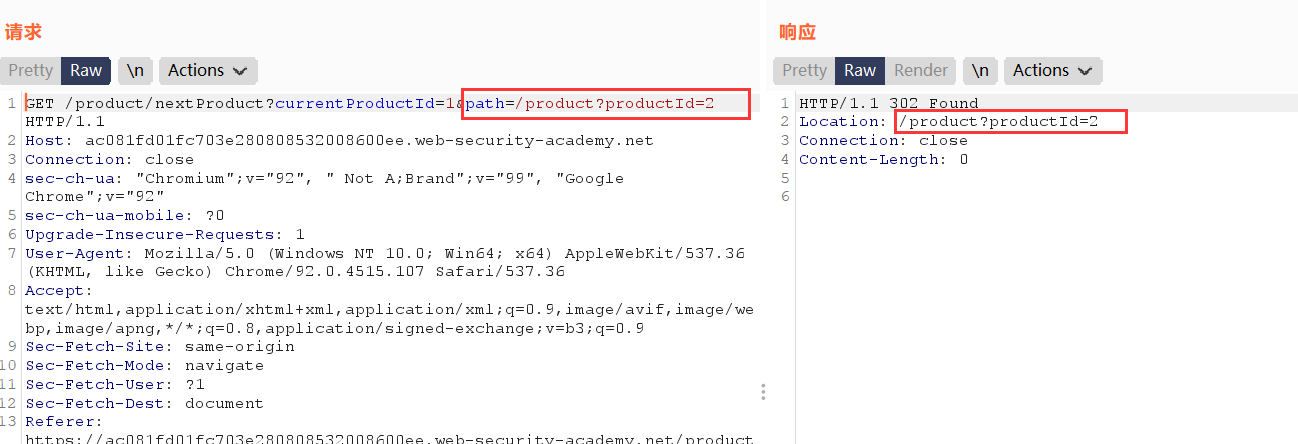 请求
Pretty Raw \n Actions
1 GET /product/nextProduct?currentProductId=1&path=/product?productId=2
HTTP/1.1
2 Host: ac081fd01fc703e280808532008600ee.web-security-academy.net
3 Connection: close
4 sec-ch-ua: "Chromium";v="92", " Not A;Brand";v="99", "Google
Chrome";v="92"
5 sec-ch-ua-mobile: ?0
6 Upgrade-Insecure-Requests: 1
7 User-Agent: Mozilla/5.0 (Windows NT 10.0; Win64; x64) AppleWebKit/537.36
(KHTML, like Gecko) Chrome/92.0.4515.107 Safari/537.36
8 Accept:
text/html,application/xhtml+xml,application/xml;q=0.9,image/avif,image/we
bp,image/apng,*/*;q=0.8,application/signed-exchange;v=b3;q=0.9
9 Sec-Fetch-Site: same-origin
10 Sec-Fetch-Mode: navigate
11 Sec-Fetch-User: ?1
12 Sec-Fetch-Dest: document
13 Referer:
https://ac081fd01fc703e280808532008600ee.web-security-academy.net/product
响应
Pretty Raw Render \n Actions
1 HTTP/1.1 302 Found
2 Location: /product?productId=2
3 Connection: close
4 Content-Length: 0
5
6